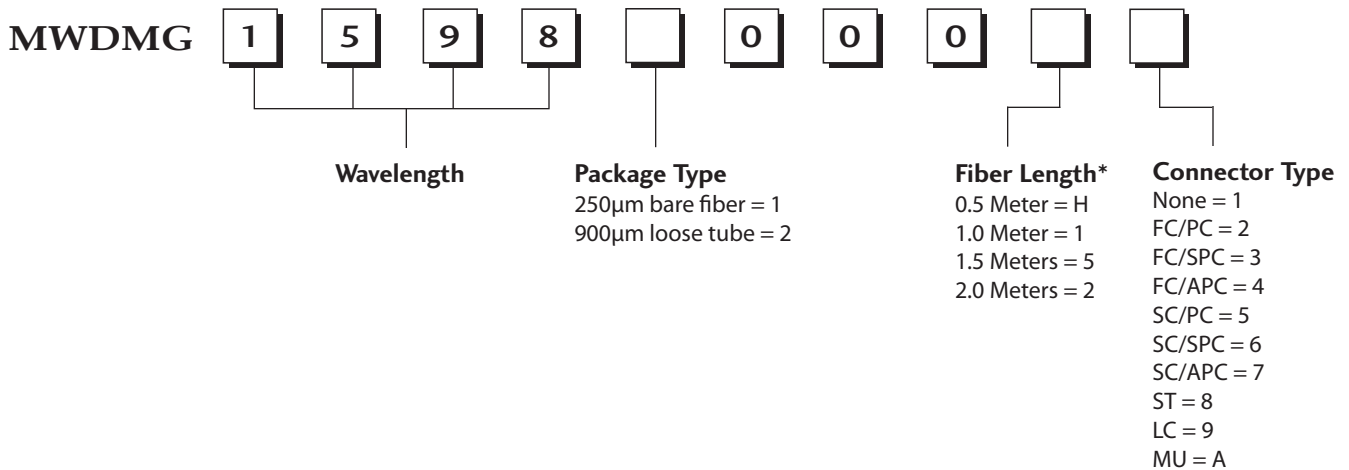 MWDMG 1 5 9 8 0 0 0
Wavelength
Package Type
250µm bare fiber = 1
900µm loose tube = 2
Fiber Length*
0.5 Meter = H
1.0 Meter = 1
1.5 Meters = 5
2.0 Meters = 2
Connector Type
None = 1
FC/PC = 2
FC/SPC = 3
FC/APC = 4
SC/PC = 5
SC/SPC = 6
SC/APC = 7
ST = 8
LC = 9
MU = A